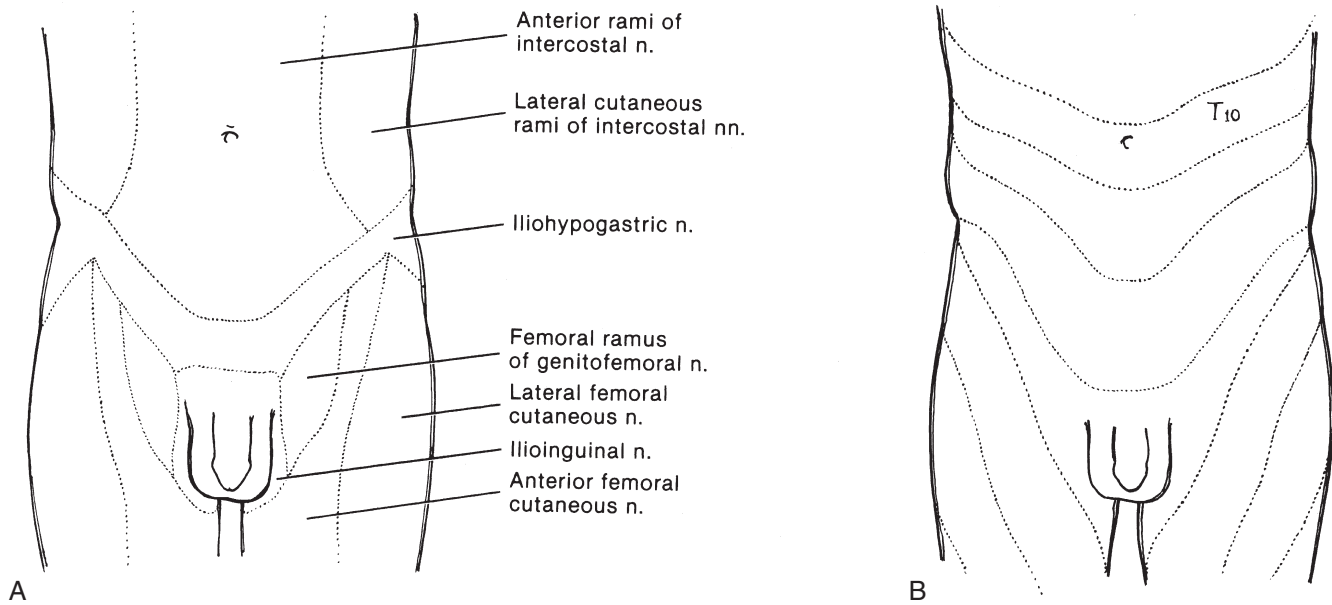 Anterior rami of
intercostal n.
Lateral cutaneous
rami of intercostal nn.
Iliohypogastric n.
Femoral ramus
of genitofemoral n.
Lateral femoral
cutaneous n.
Ilioinguinal n.
Anterior femoral
cutaneous n.
A
T10
B